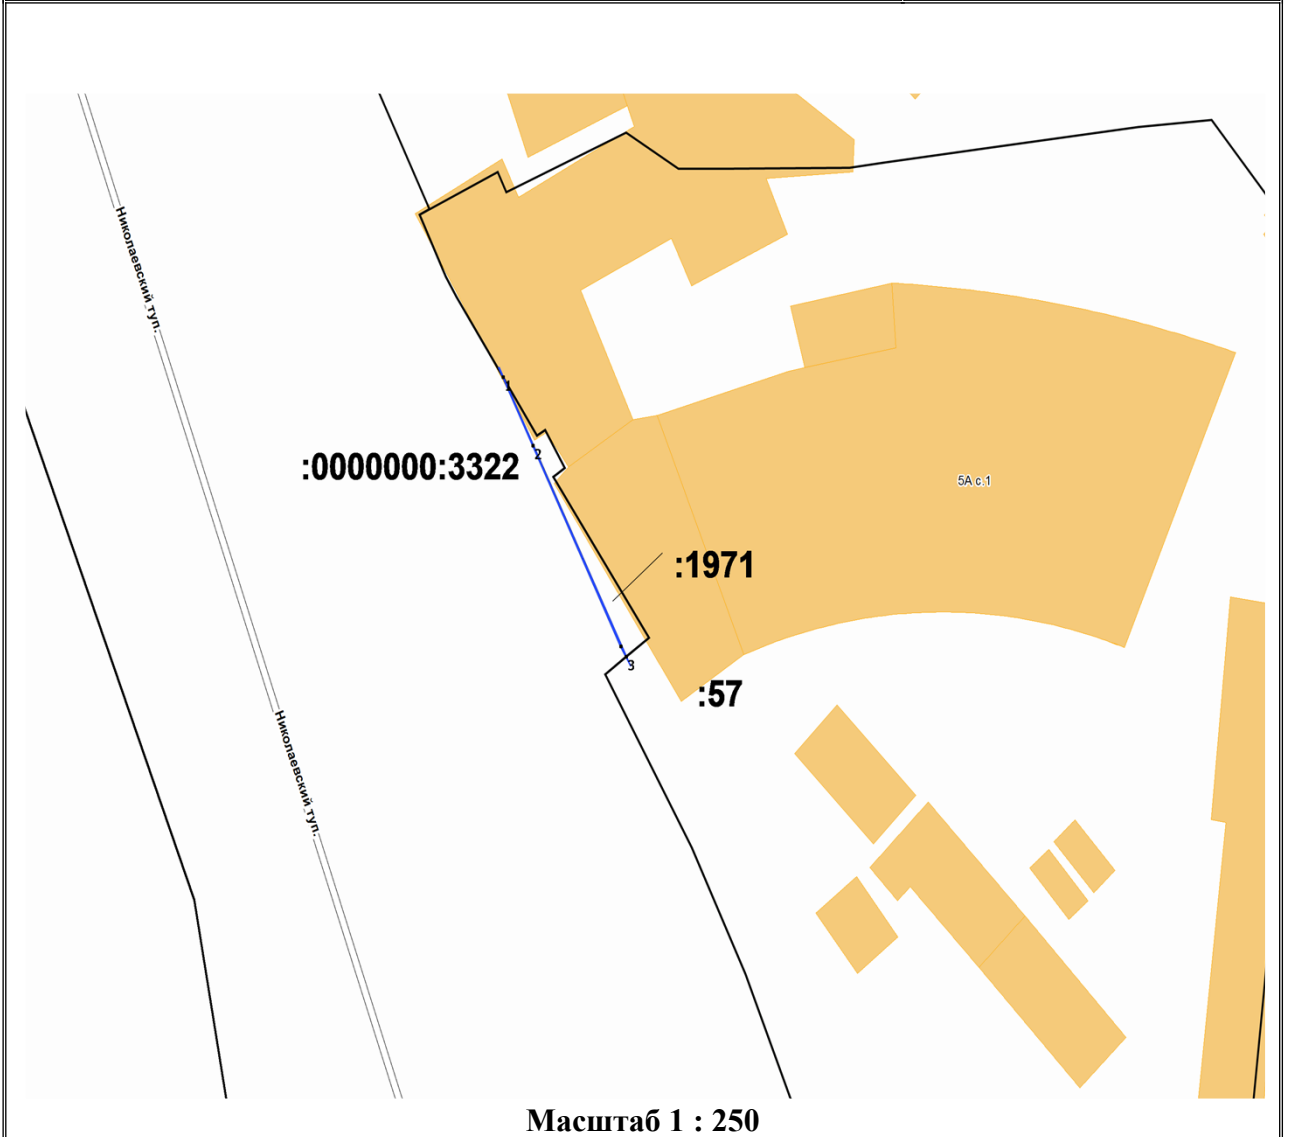 Николаевский туп.
1
2
:0000000:3322
5А с.1
:1971
3
:57
Николаевский туп.
Масштаб 1 : 250